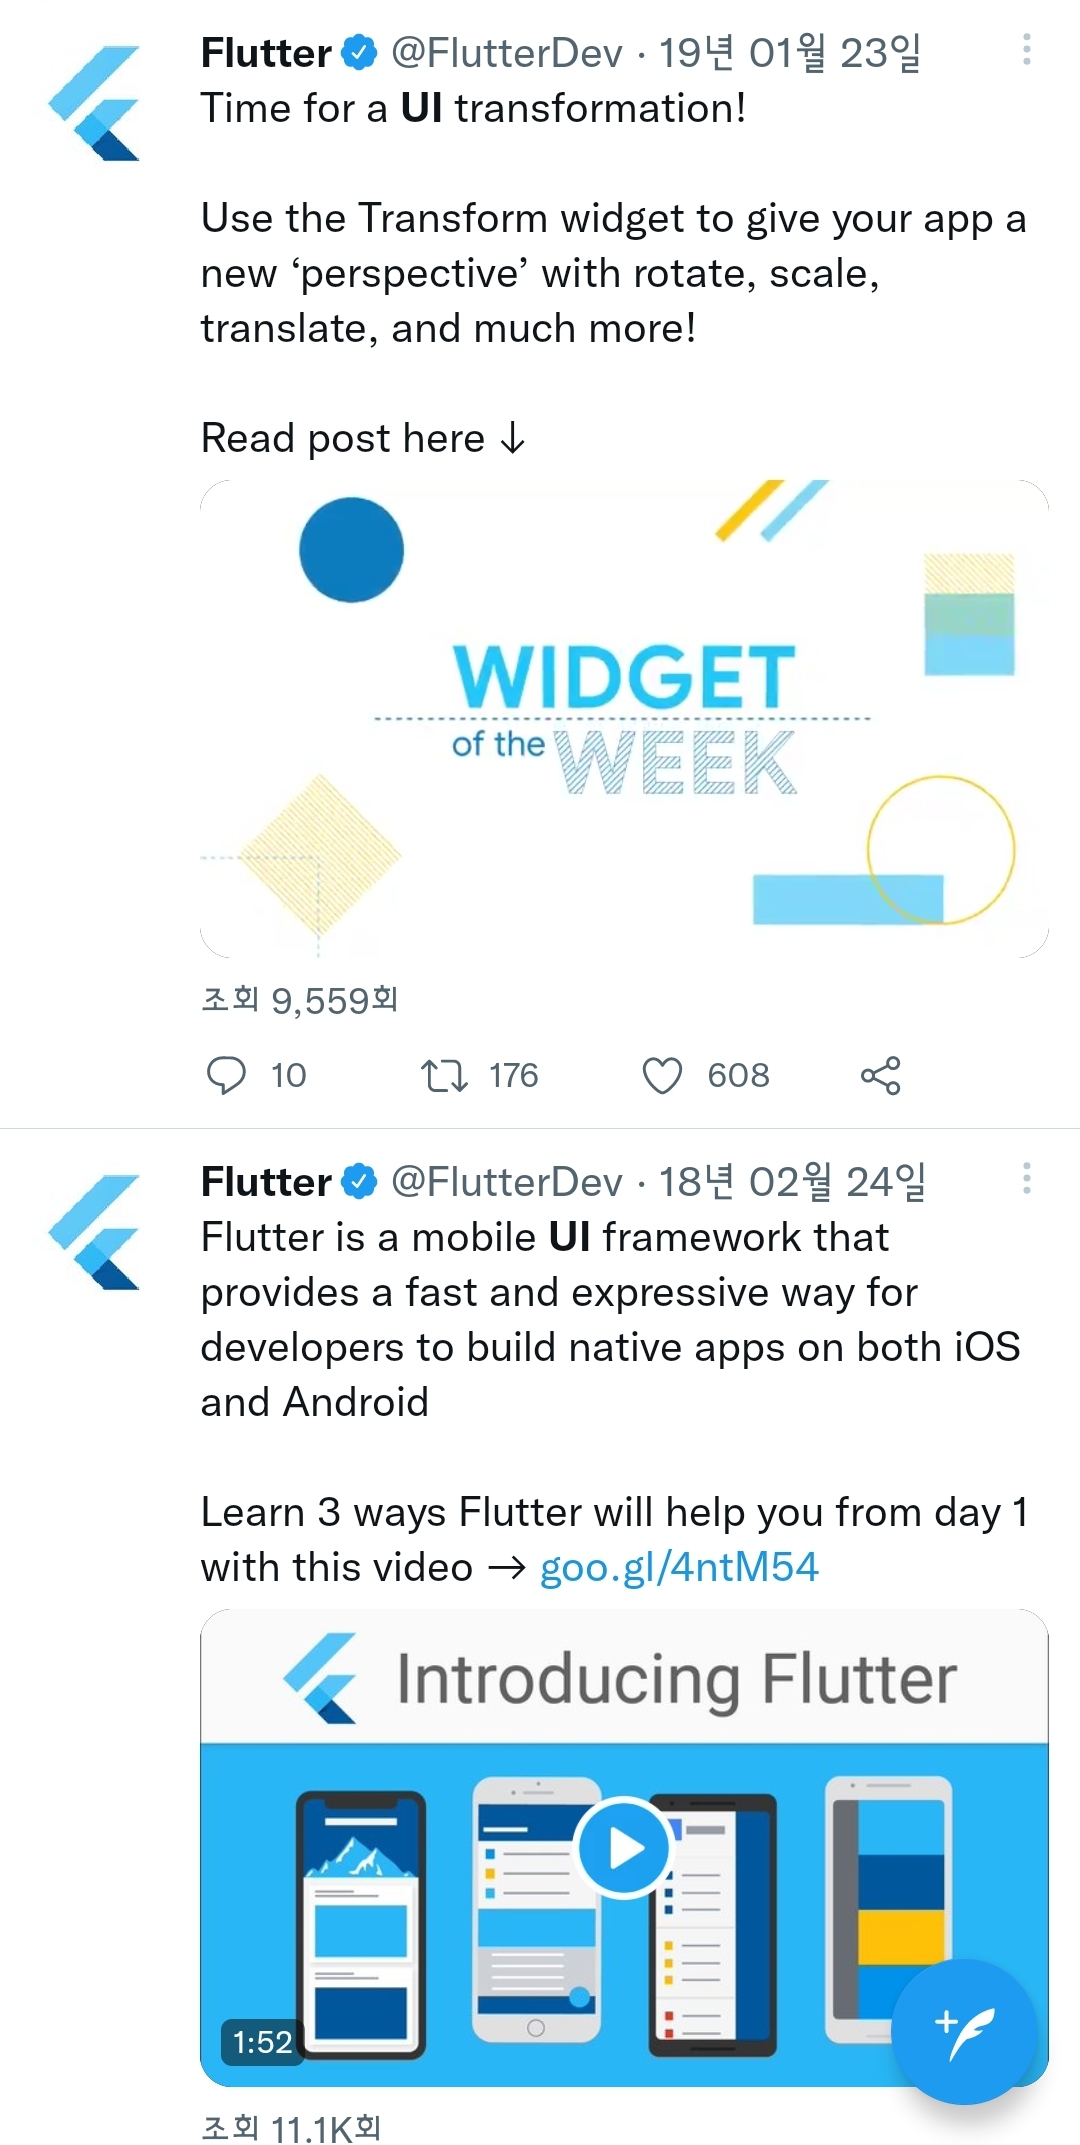 Flutter @FlutterDev · 19년 01월 23일
Time for a UI transformation!
Use the Transform widget to give your app a
new ‘perspective’ with rotate, scale,
translate, and much more!
Read post here ↓
WIDGET
of the WEEK
조회 9,559회
10 176 608
Flutter @FlutterDev · 18년 02월 24일
Flutter is a mobile UI framework that
provides a fast and expressive way for
developers to build native apps on both iOS
and Android
Learn 3 ways Flutter will help you from day 1
with this video → goo.gl/4ntM54
Introducing Flutter
1:52
조회 11.1K회